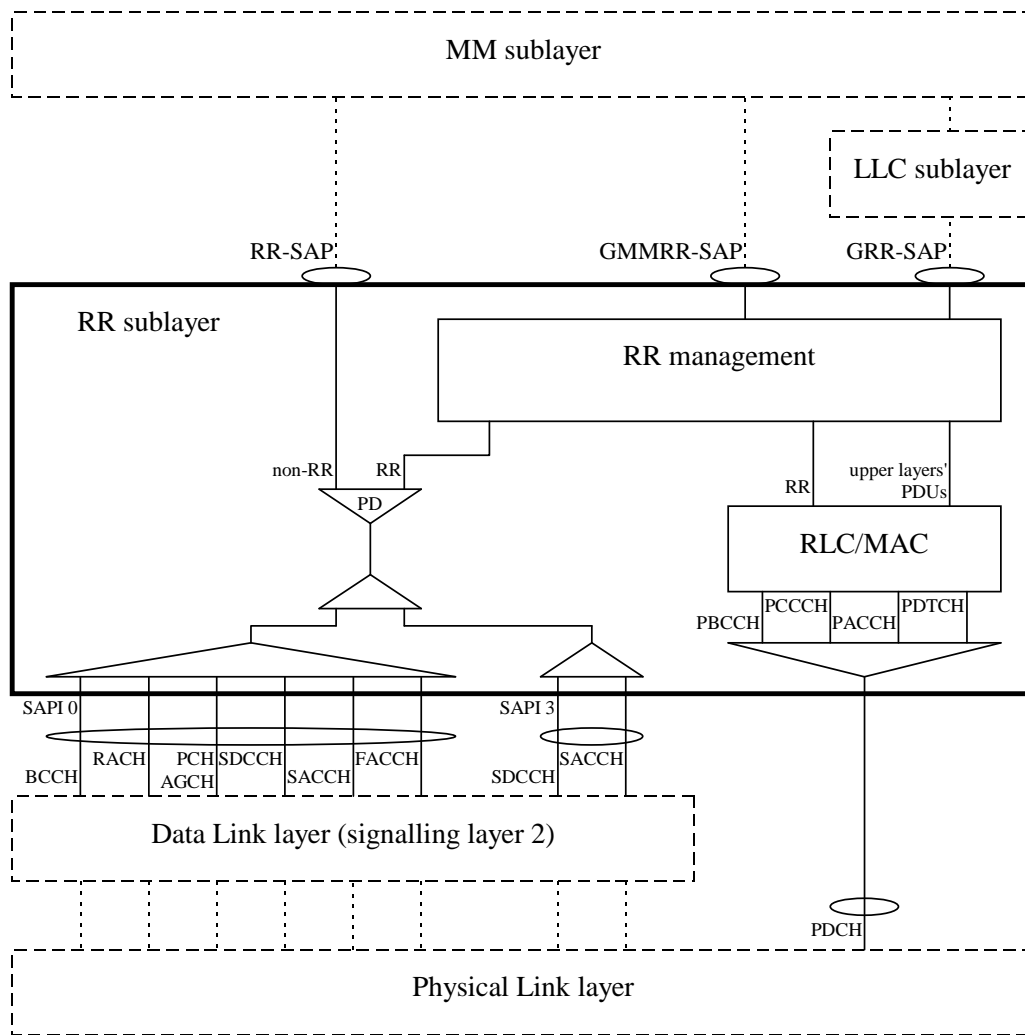 MM sublayer
LLC sublayer
RR-SAP
GMMRR-SAP
GRR-SAP
RR sublayer
RR management
non-RR
RR
PD
RR
upper layers'
PDUs
RLC/MAC
PBCCH
PCCCH
PACCH
PDTCH
SAPI 0
SAPI 3
BCCH
RACH
PCH
AGCH
SDCCH
SACCH
FACCH
SDCCH
SACCH
Data Link layer (signalling layer 2)
PDCH
Physical Link layer